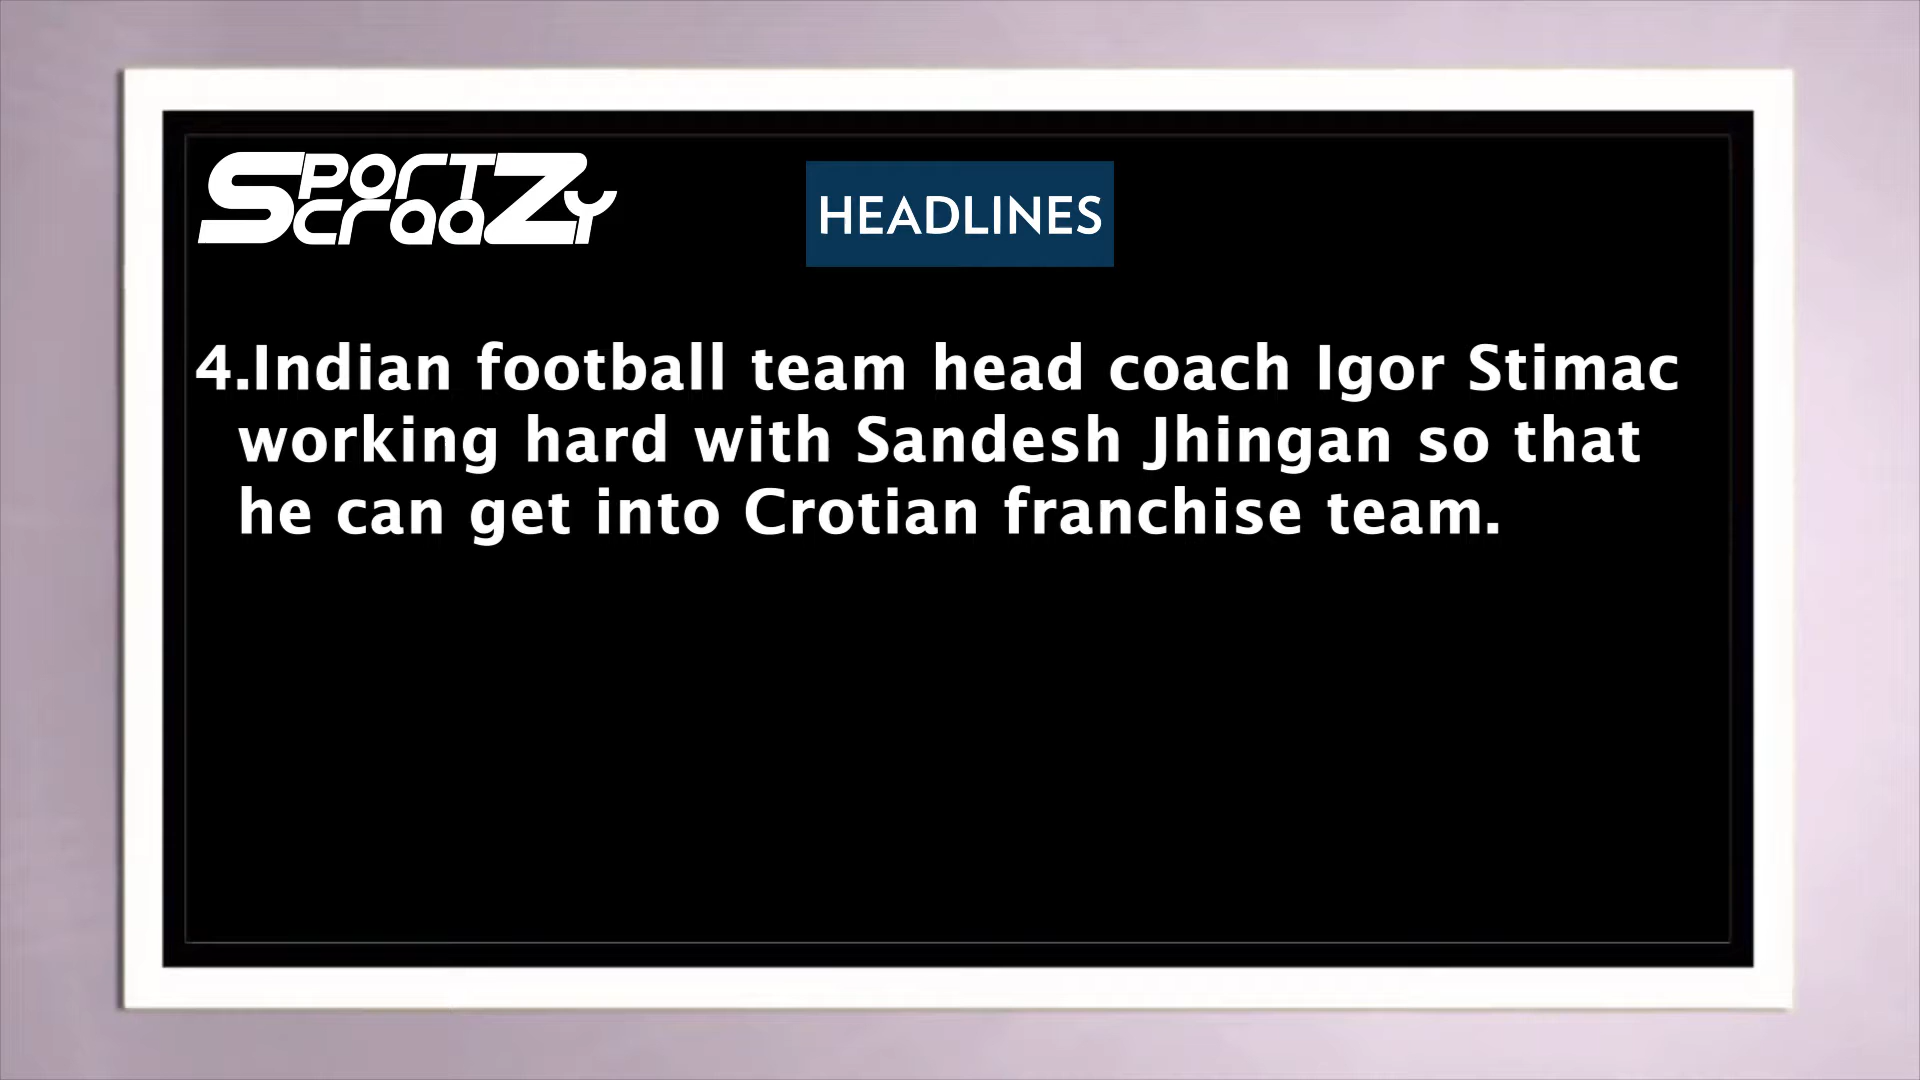 SportZy
ScraaZy
HEADLINES
4.Indian football team head coach Igor Stimac
working hard with Sandesh Jhingan so that
he can get into Crotian franchise team.